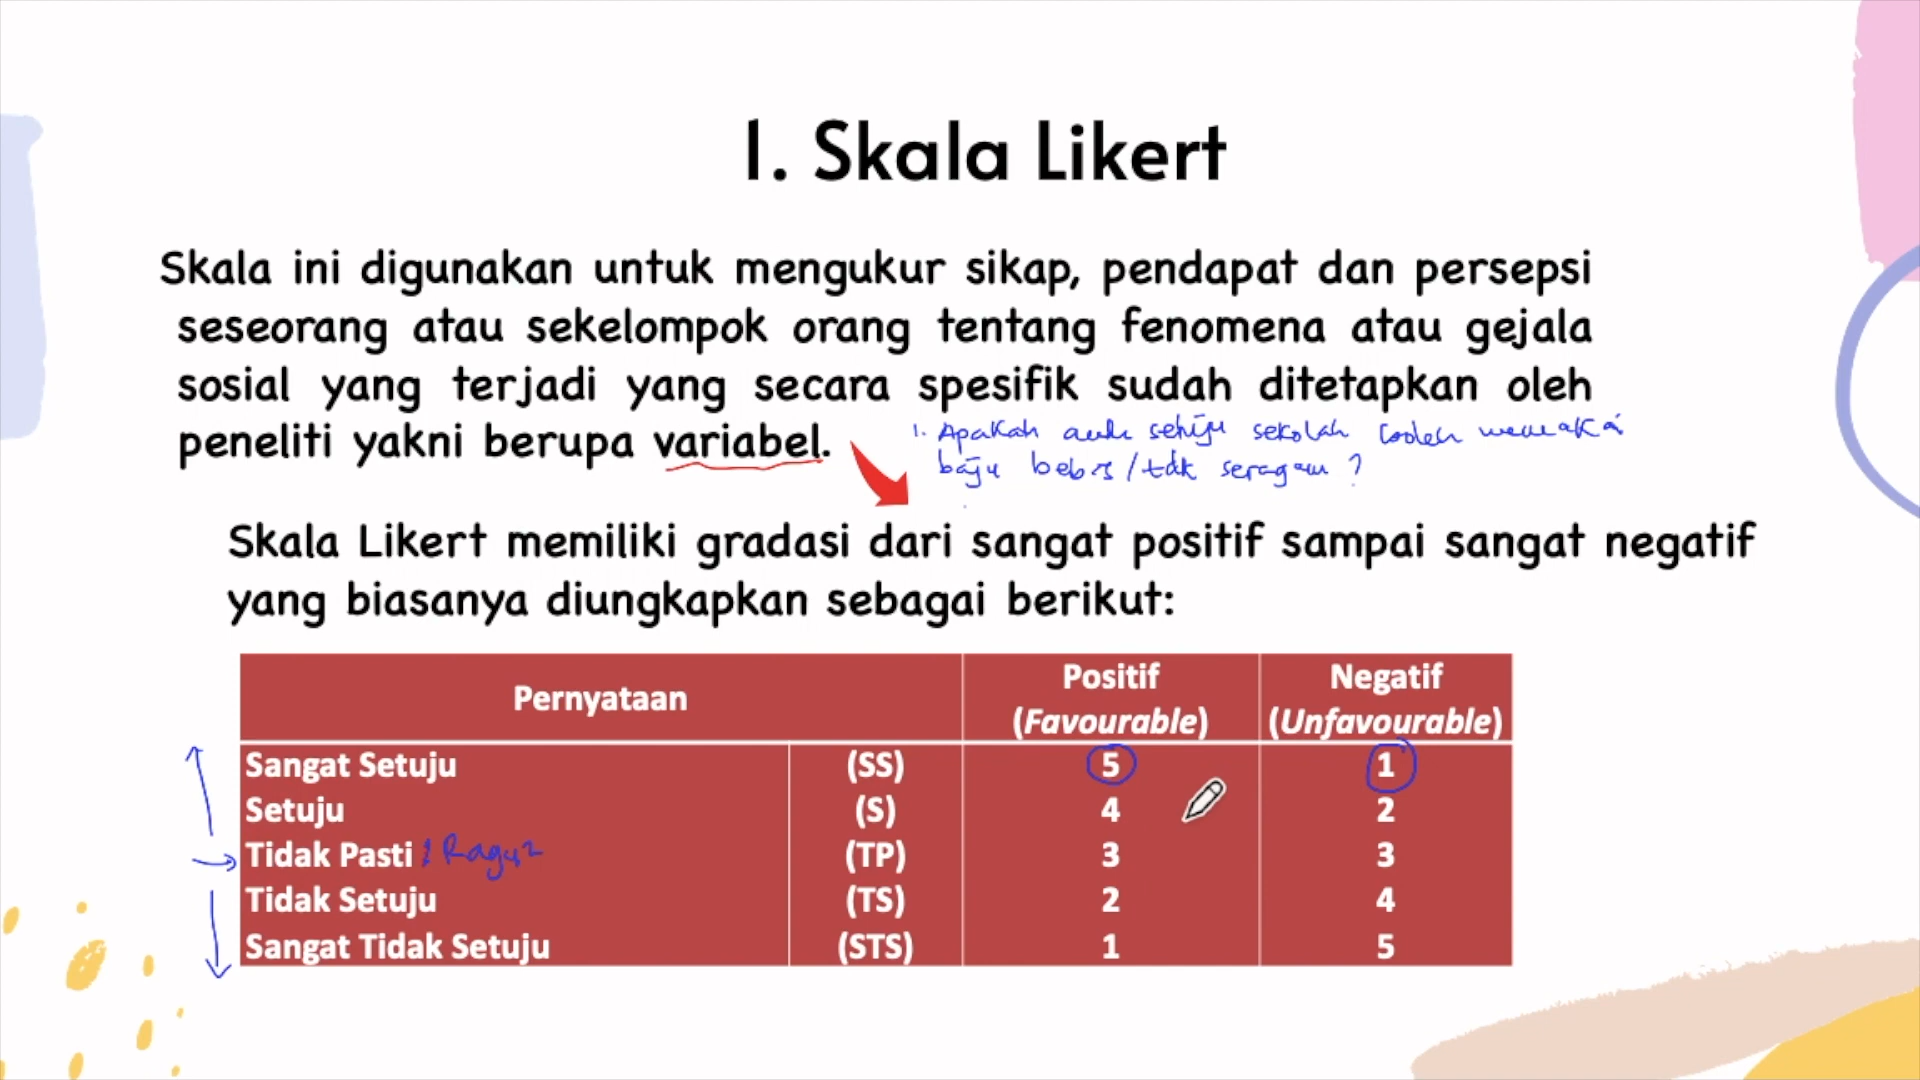 1. Skala Likert
Skala ini digunakan untuk mengukur sikap, pendapat dan persepsi
seseorang atau sekelompok orang tentang fenomena atau gejala
sosial yang terjadi yang secara spesifik sudah ditetapkan oleh
peneliti yakni berupa variabel.
1. Apakah setuju sekolah boleh
baju bebas/tdk seragam ?
Skala Likert memiliki gradasi dari sangat positif sampai sangat negatif
yang biasanya diungkapkan sebagai berikut:
Pernyataan Positif (Favourable) Negatif (Unfavourable)
Sangat Setuju (SS) 5 1
Setuju (S) 4 2
Tidak Pasti / Ragu2 (TP) 3 3
Tidak Setuju (TS) 2 4
Sangat Tidak Setuju (STS) 1 5